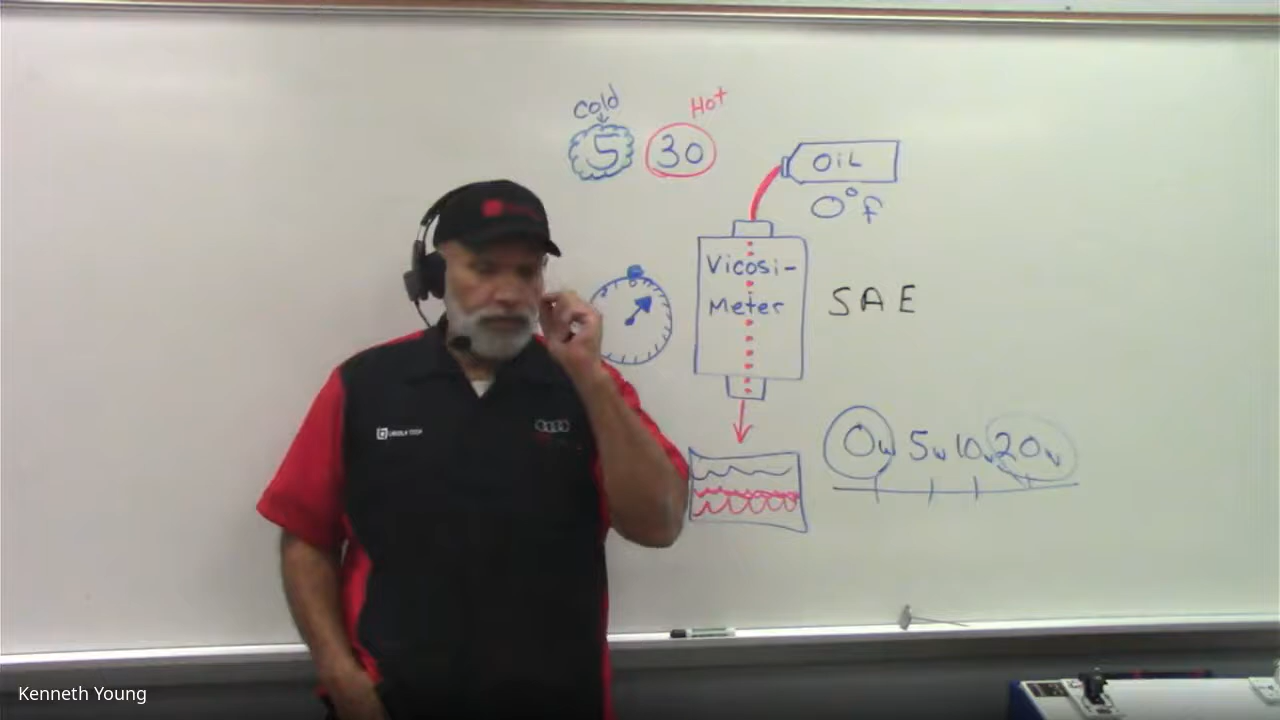 cold
Hot
5 30
OiL
0°f
Vicosi-
Meter
SAE
0w 5w 10w 20w
Kenneth Young